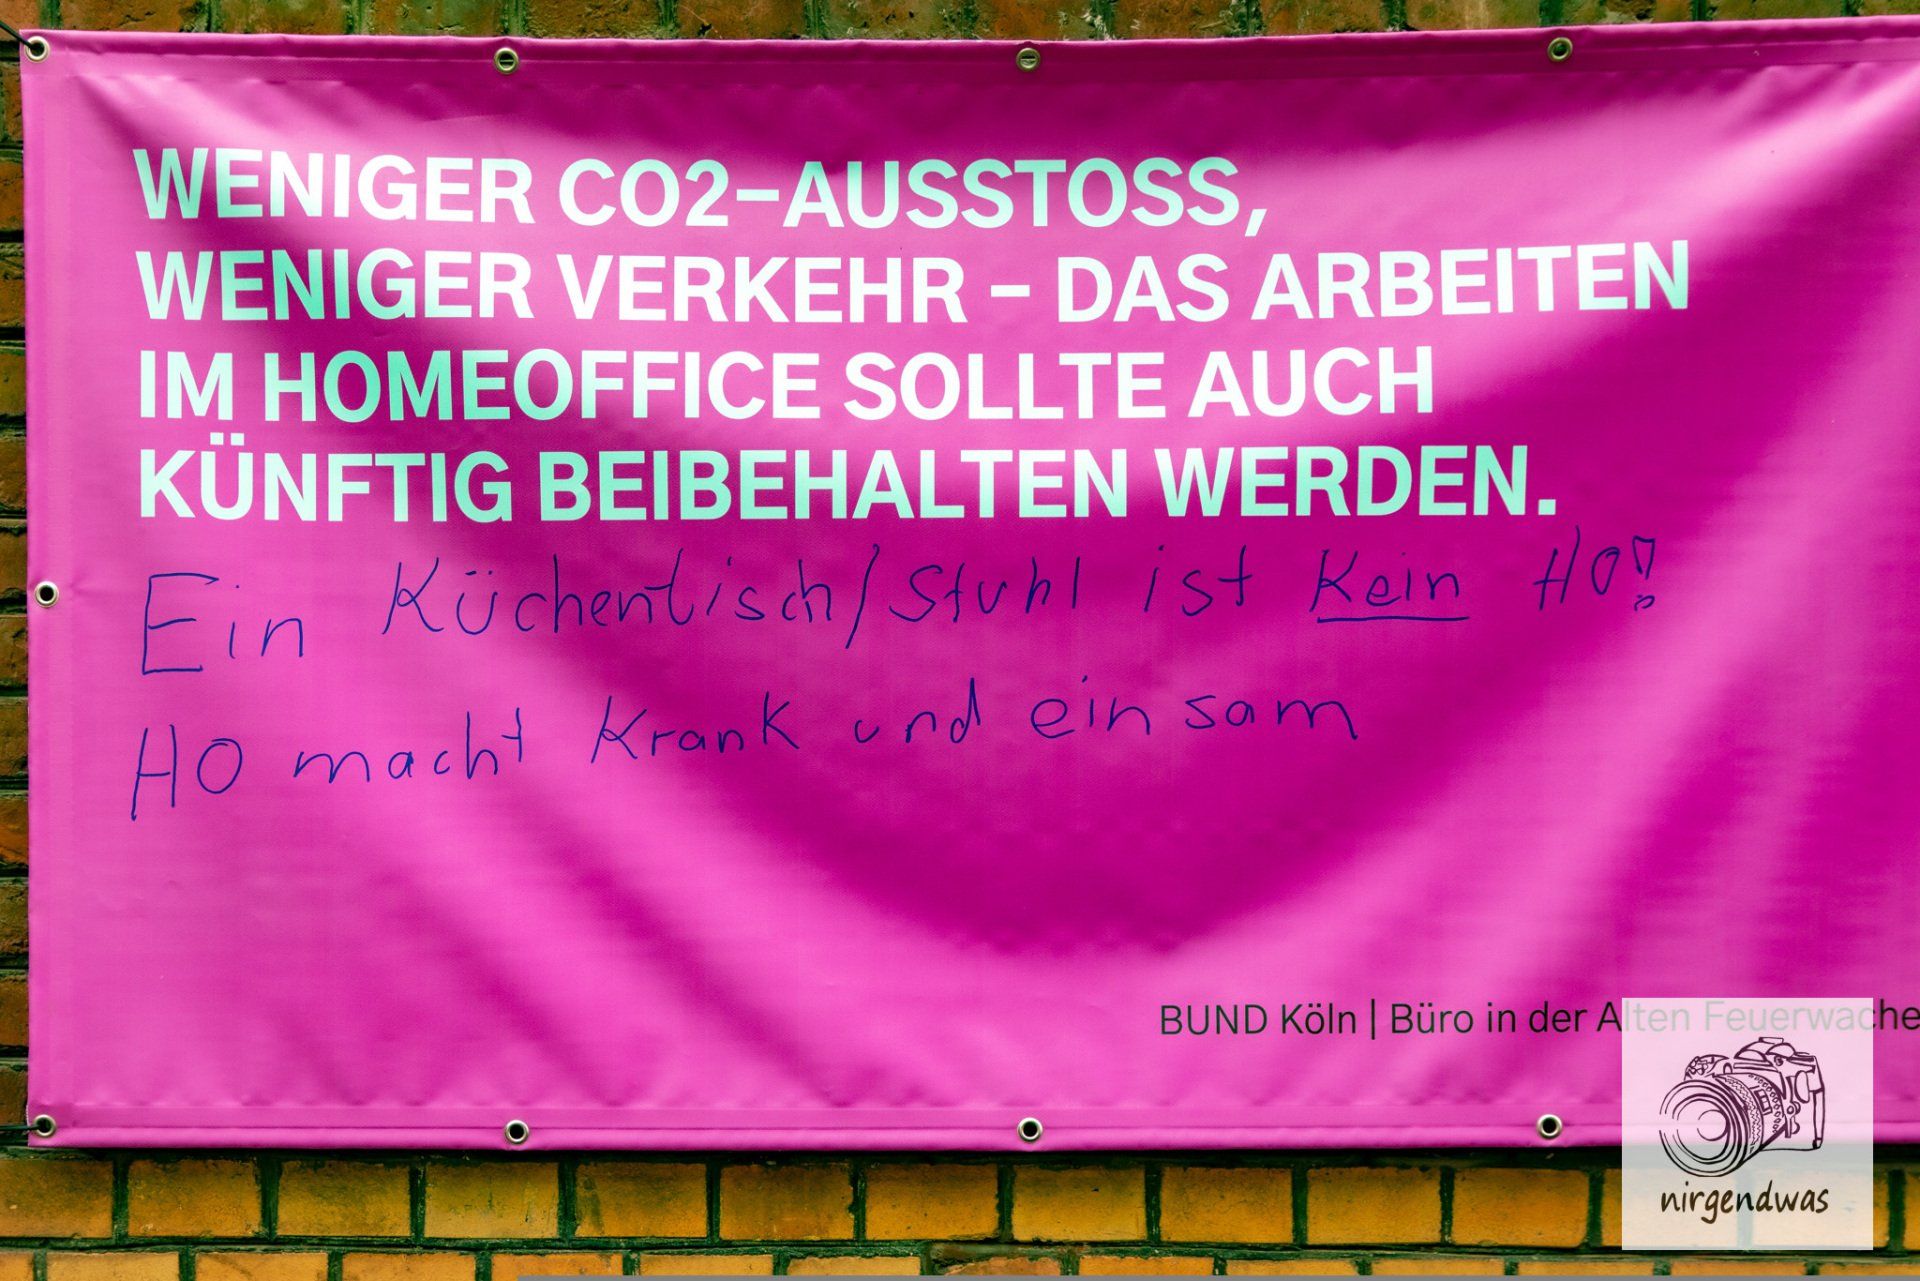 WENIGER CO2-AUSSTOSS,
WENIGER VERKEHR - DAS ARBEITEN
IM HOMEOFFICE SOLLTE AUCH
KÜNFTIG BEIBEHALTEN WERDEN.
Ein Küchentisch/Stuhl ist Kein HO!
HO macht Krank und einsam
BUND Köln | Büro in der Alten Feuerwache
nirgendwas